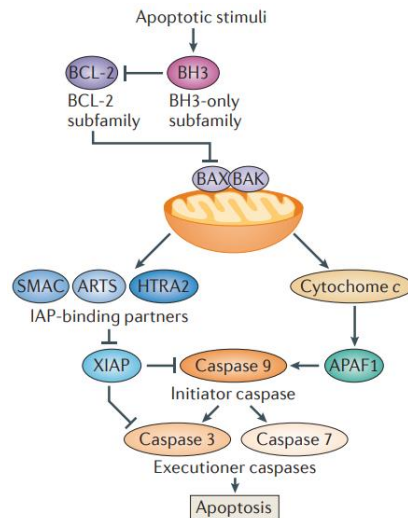 Apoptotic stimuli
BCL-2
BH3
BCL-2
subfamily
BH3-only
subfamily
BAX
BAK
SMAC
ARTS
HTRA2
IAP-binding partners
Cytochome c
XIAP
Caspase 9
APAF1
Initiator caspase
Caspase 3
Caspase 7
Executioner caspases
Apoptosis